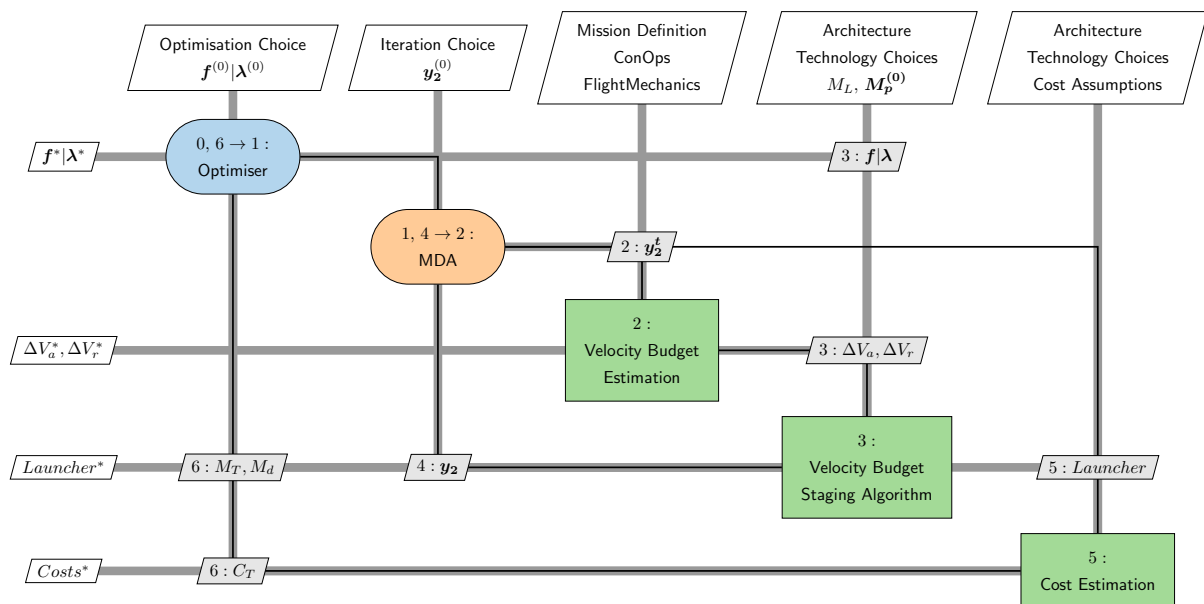 Optimisation Choice
f^(0)|λ^(0)
Iteration Choice
y₂^(0)
Mission Definition
ConOps
FlightMechanics
Architecture
Technology Choices
M_L, M_p^(0)
Architecture
Technology Choices
Cost Assumptions
f*|λ*
0, 6 → 1 :
Optimiser
3 : f|λ
1, 4 → 2 :
MDA
2 : y₂^t
ΔV_a*, ΔV_r*
2 :
Velocity Budget
Estimation
3 : ΔV_a, ΔV_r
Launcher*
6 : M_T, M_d
4 : y₂
3 :
Velocity Budget
Staging Algorithm
5 : Launcher
Costs*
6 : C_T
5 :
Cost Estimation